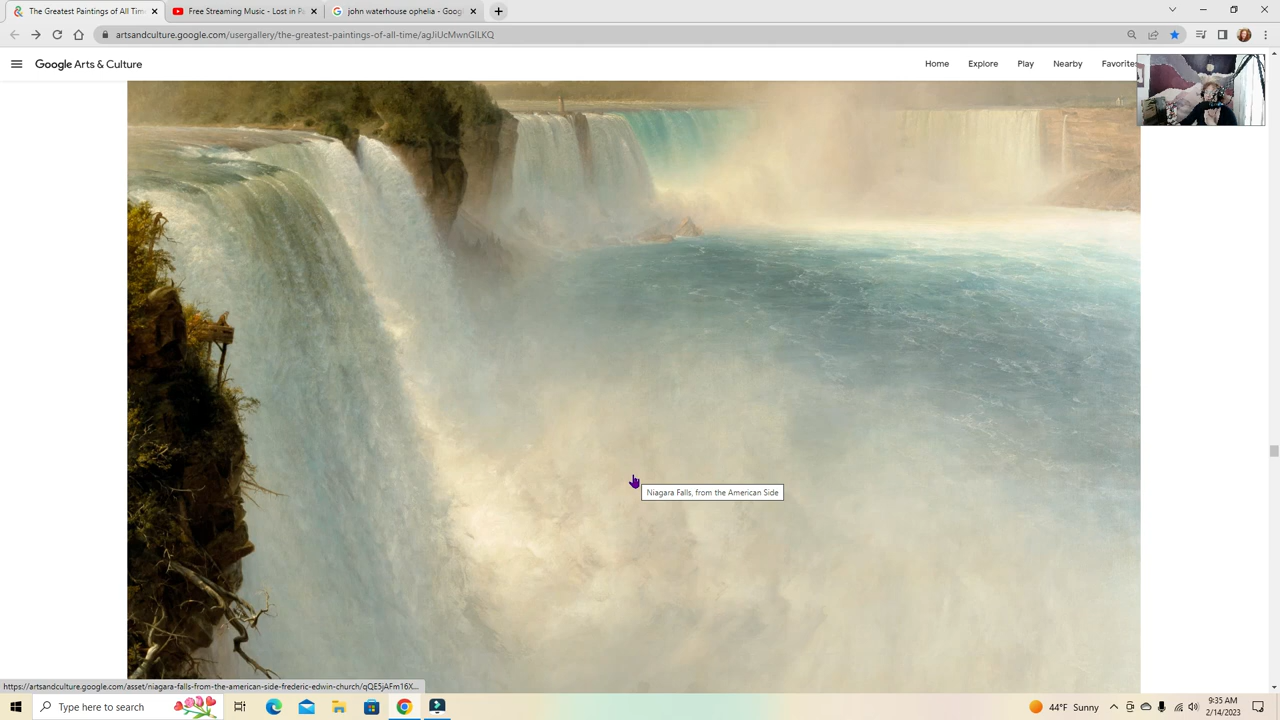 The Greatest Paintings of All Tim
Free Streaming Music - Lost in Fi
john waterhouse ophelia - Goog
artsandculture.google.com/usergallery/the-greatest-paintings-of-all-time/agJiUcMwnGILKQ
Google Arts & Culture
Home
Explore
Play
Nearby
Favorites
Niagara Falls, from the American Side
https://artsandculture.google.com/asset/niagara-falls-from-the-american-side-frederic-edwin-church/qQE5jAFm16X...
Type here to search
44°F Sunny
9:35 AM
2/14/2023